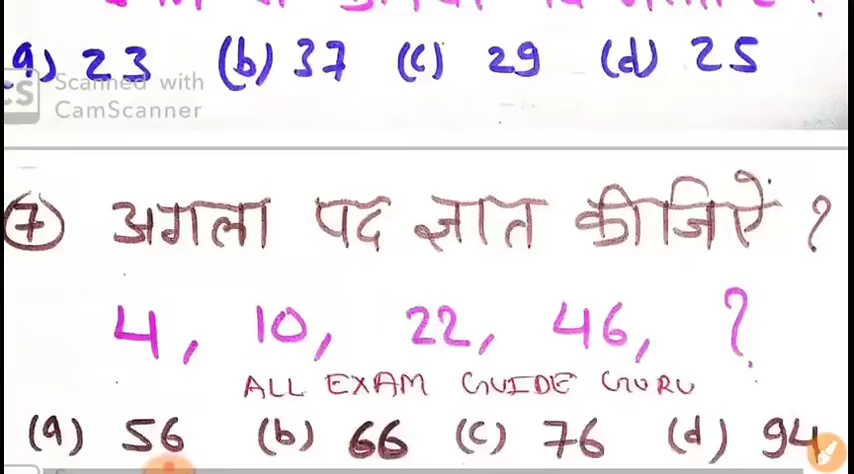 a) 23 (b) 37 (c) 29 (d) 25
CS Scanned with
CamScanner
7 अगला पद ज्ञात कीजिऐं ?
4, 10, 22, 46, ?
ALL EXAM GUIDE GURU
(a) 56 (b) 66 (c) 76 (d) 94